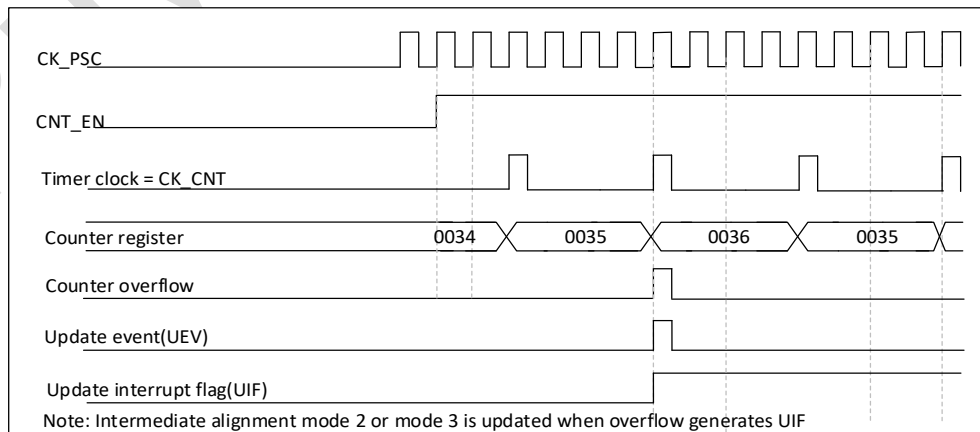 CK_PSC
CNT_EN
Timer clock = CK_CNT
Counter register 0034 0035 0036 0035
Counter overflow
Update event(UEV)
Update interrupt flag(UIF)
Note: Intermediate alignment mode 2 or mode 3 is updated when overflow generates UIF